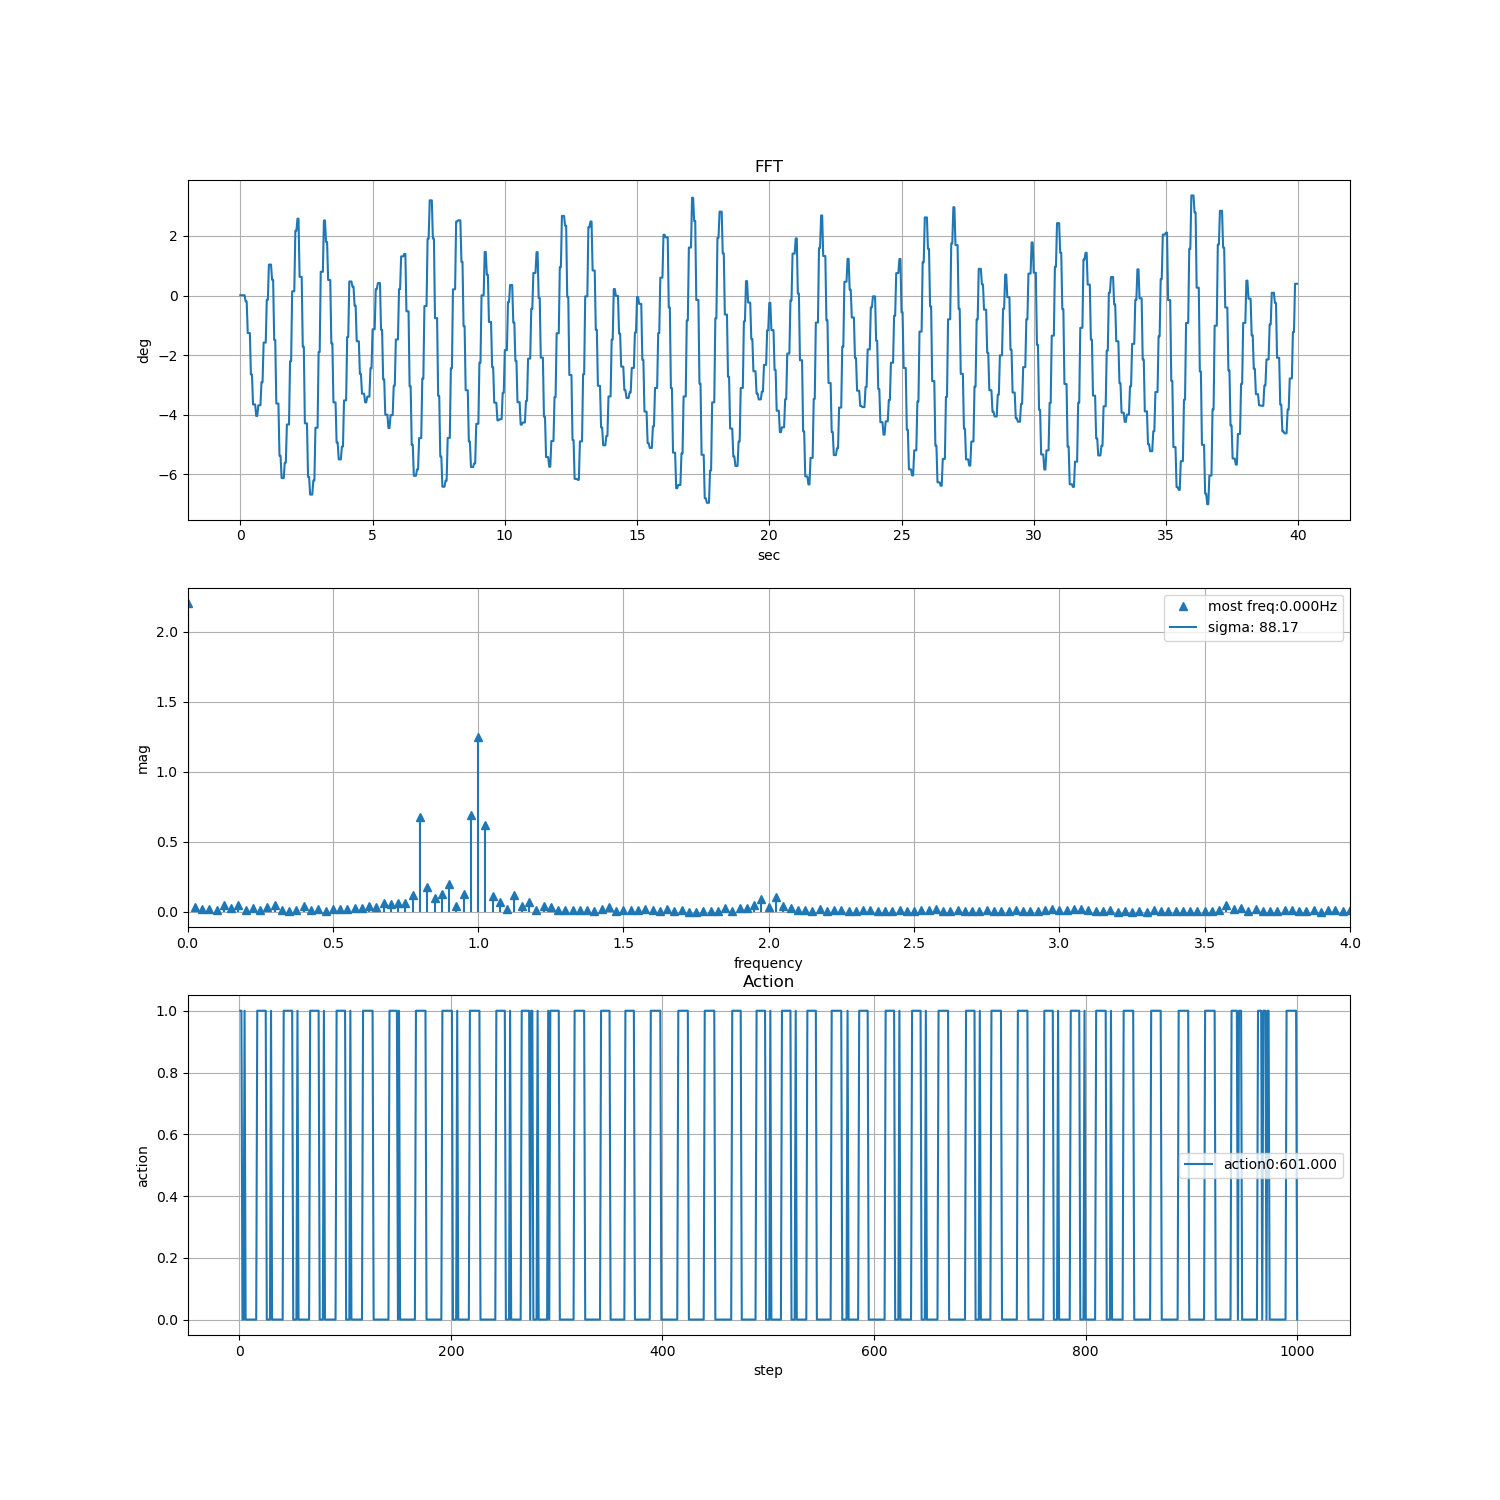 FFT
2
0
−2
−4
−6
deg
0 5 10 15 20 25 30 35 40
sec
most freq:0.000Hz
sigma: 88.17
2.0
1.5
1.0
0.5
0.0
mag
0.0 0.5 1.0 1.5 2.0 2.5 3.0 3.5 4.0
frequency
Action
1.0
0.8
0.6
0.4
0.2
0.0
action
action0:601.000
0 200 400 600 800 1000
step